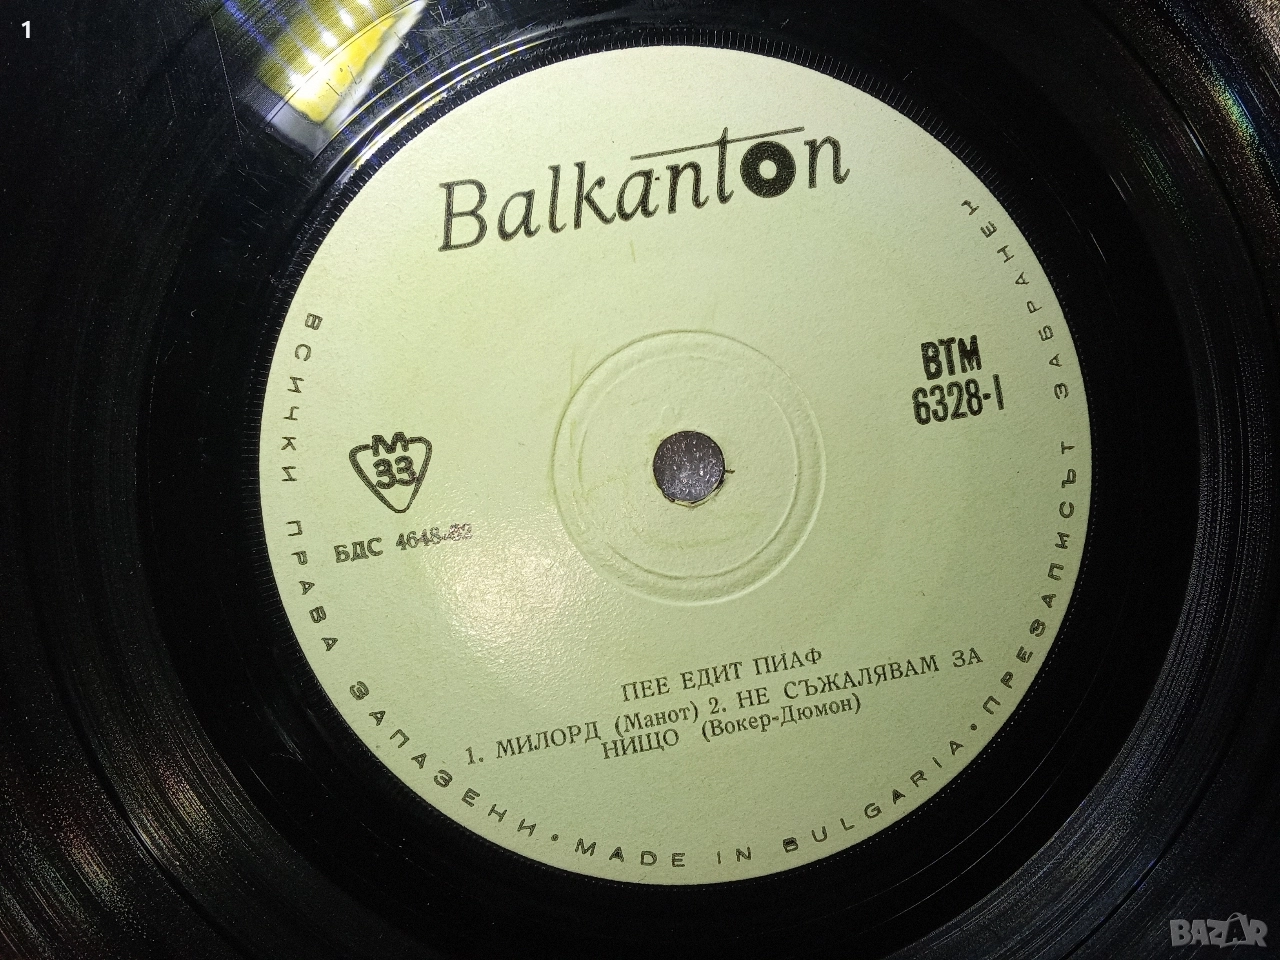 1
Balkanton
ВТМ
6328-I
М
33
БДС 4648-62
ПЕЕ ЕДИТ ПИАФ
1. МИЛОРД (Манот) 2. НЕ СЪЖАЛЯВАМ ЗА
НИЩО (Вокер-Дюмон)
ВСИЧКИ ПРАВА ЗАПАЗЕНИ • MADE IN BULGARIA • ПРЕЗАПИСЪТ ЗАБРАНЕН
BAZAR